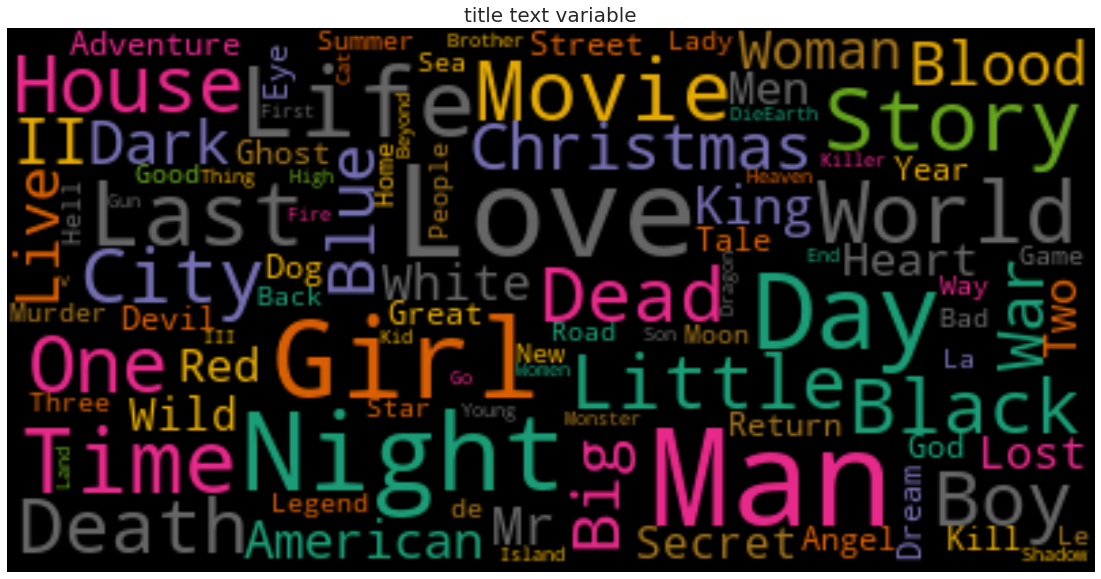 title text variable
Adventure Summer Brother Street Lady Woman Blood
House Life Eye Cat Sea Movie Men Story
First DieEarth
II Dark Ghost Beyond Christmas Killer Year
Good Thing High Home People Heaven
Live Hell Last Gun Fire Blue Love King World
Tale
City Dog White Dead Dragon End Heart Game
V Back Day Way War Two
Murder Devil III Great Kid Road Son Moon Bad
One Red Girl New Women Little La
Go
Three Wild Star Young Monster Return Black
Time Night Big Man God Lost
Land
Death Legend de Mr Boy
American Island Secret Angel Dream Kill Le
Shadow